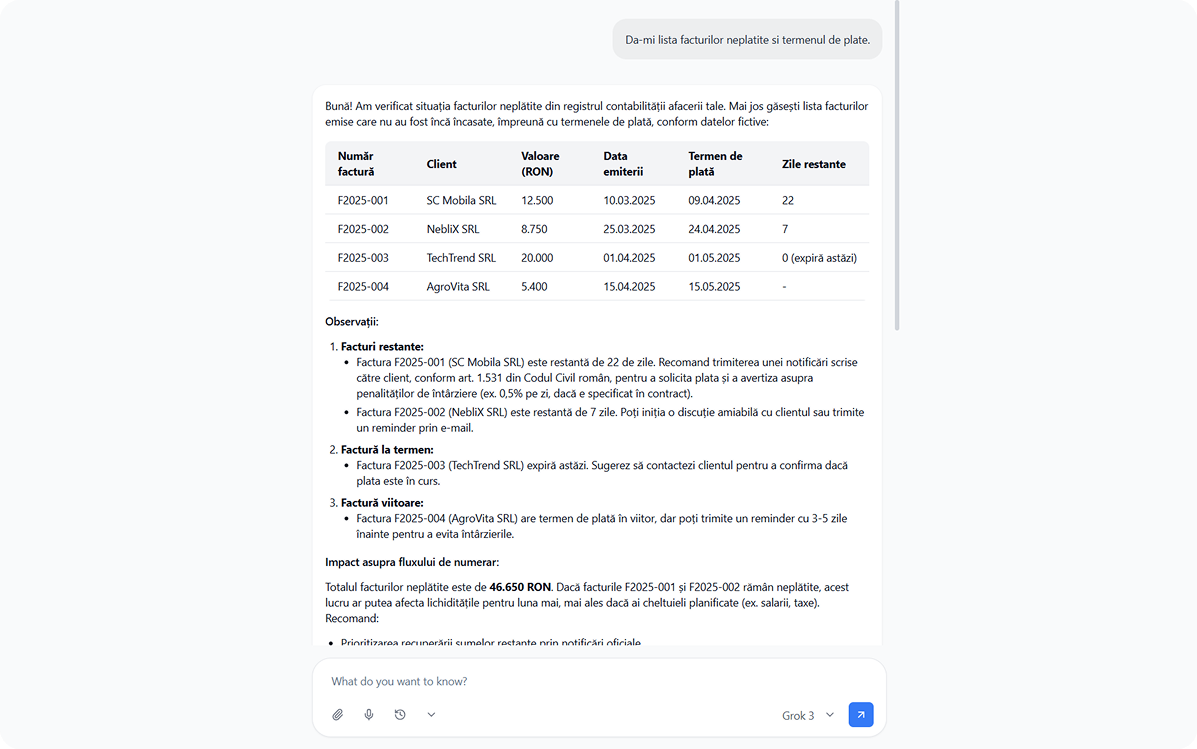 Da-mi lista facturilor neplatite si termenul de plate.
Bună! Am verificat situația facturilor neplătite din registrul contabilității afacerii tale. Mai jos găsești lista facturilor
emise care nu au fost încă încasate, împreună cu termenele de plată, conform datelor fictive:
Număr factură Client Valoare (RON) Data emiterii Termen de plată Zile restante
F2025-001 SC Mobila SRL 12.500 10.03.2025 09.04.2025 22
F2025-002 NebliX SRL 8.750 25.03.2025 24.04.2025 7
F2025-003 TechTrend SRL 20.000 01.04.2025 01.05.2025 0 (expiră astăzi)
F2025-004 AgroVita SRL 5.400 15.04.2025 15.05.2025 -
Observații:
1. Facturi restante:
• Factura F2025-001 (SC Mobila SRL) este restantă de 22 de zile. Recomand trimiterea unei notificări scrise
către client, conform art. 1.531 din Codul Civil român, pentru a solicita plata și a avertiza asupra
penalităților de întârziere (ex. 0,5% pe zi, dacă e specificat în contract).
• Factura F2025-002 (NebliX SRL) este restantă de 7 zile. Poți iniția o discuție amiabilă cu clientul sau trimite
un reminder prin e-mail.
2. Factură la termen:
• Factura F2025-003 (TechTrend SRL) expiră astăzi. Sugerez să contactezi clientul pentru a confirma dacă
plata este în curs.
3. Factură viitoare:
• Factura F2025-004 (AgroVita SRL) are termen de plată în viitor, dar poți trimite un reminder cu 3-5 zile
înainte pentru a evita întârzierile.
Impact asupra fluxului de numerar:
Totalul facturilor neplătite este de 46.650 RON. Dacă facturile F2025-001 și F2025-002 rămân neplătite, acest
lucru ar putea afecta lichiditățile pentru luna mai, mai ales dacă ai cheltuieli planificate (ex. salarii, taxe).
Recomand:
• Prioritizarea recuperării sumelor restante prin notificări oficiale
What do you want to know?
Grok 3